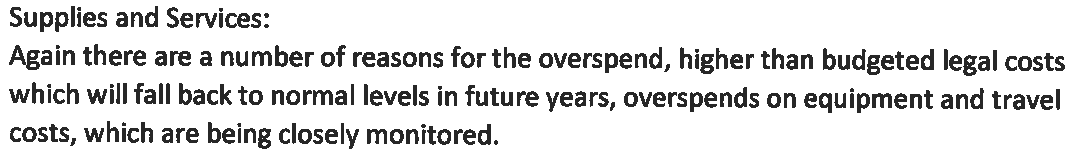 Supplies and Services:
Again there are a number of reasons for the overspend, higher than budgeted legal costs
which will fall back to normal levels in future years, overspends on equipment and travel
costs, which are being closely monitored.